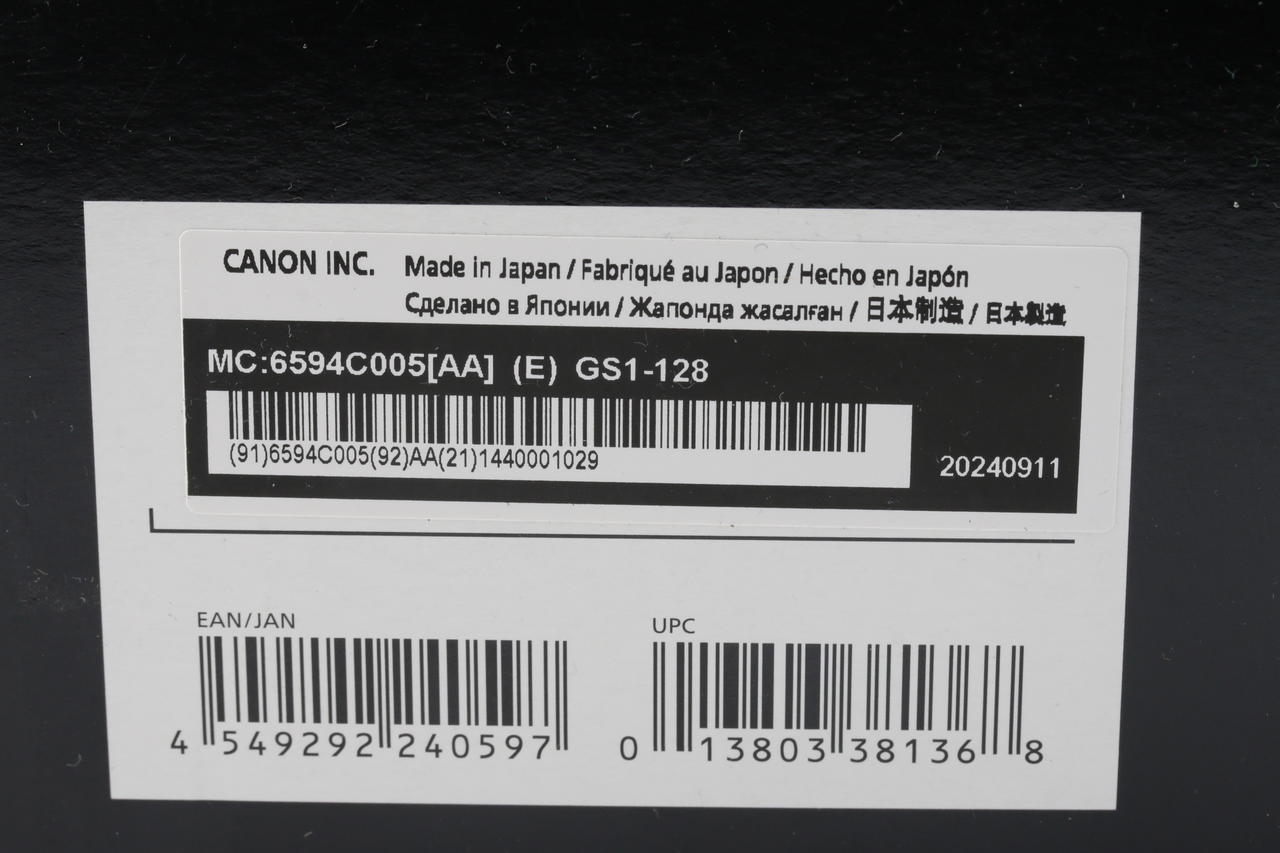 CANON INC. Made in Japan / Fabriqué au Japon / Hecho en Japón
Сделано в Японии / Жапонда жасалған / 日本制造 / 日本製造
MC:6594C005[AA] (E) GS1-128
(91)6594C005(92)AA(21)1440001029
20240911
EAN/JAN
4 549292 240597
UPC
0 13803 38136 8